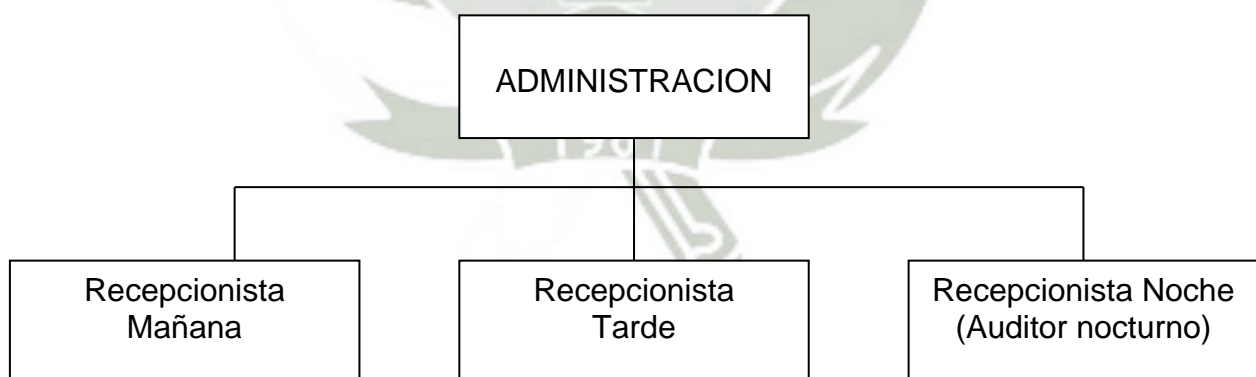 ADMINISTRACION
Recepcionista
Mañana
Recepcionista
Tarde
Recepcionista Noche
(Auditor nocturno)